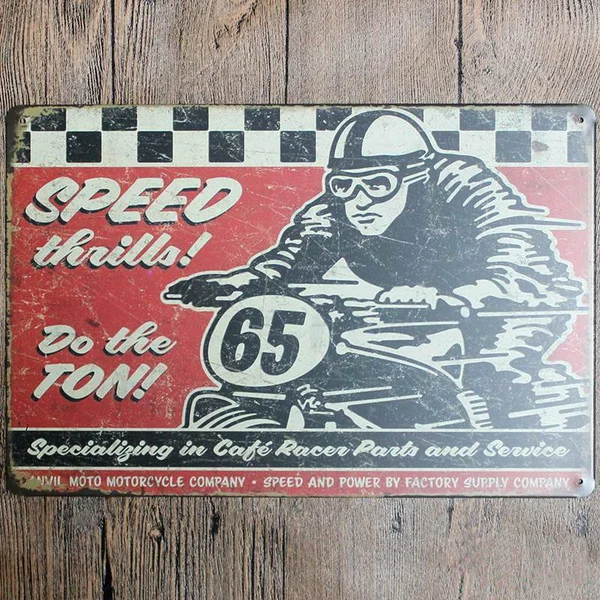 SPEED
thrills!
Do the
TON!
65
Specializing in Café Racer Parts and Service
MOTO MOTORCYCLE COMPANY • SPEED AND POWER BY FACTORY SUPPLY COMPANY